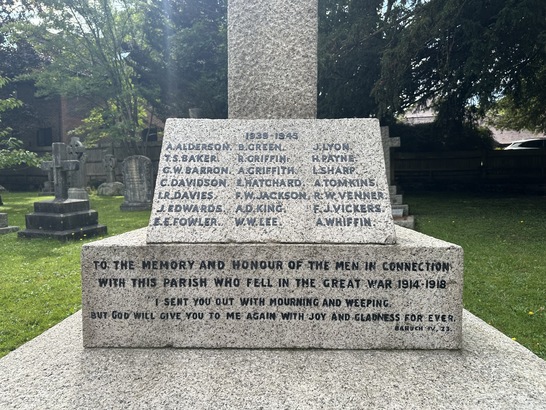 1939-1945
A. ALDERSON. B. GREEN. J. LYON.
T. S. BAKER. R. GRIFFIN. H. PAYNE.
G. W. BARRON. A. GRIFFITH. L. SHARP.
C. DAVIDSON. E. HATCHARD. A. TOMKINS.
I. R. DAVIES. F. W. JACKSON. R. W. VENNER.
J. EDWARDS. A. D. KING. F. J. VICKERS.
E. E. FOWLER. W. W. LEE. A. WHIFFIN.
TO THE MEMORY AND HONOUR OF THE MEN IN CONNECTION
WITH THIS PARISH WHO FELL IN THE GREAT WAR 1914-1918
I SENT YOU OUT WITH MOURNING AND WEEPING.
BUT GOD WILL GIVE YOU TO ME AGAIN WITH JOY AND GLADNESS FOR EVER.
BARUCH IV, 23.